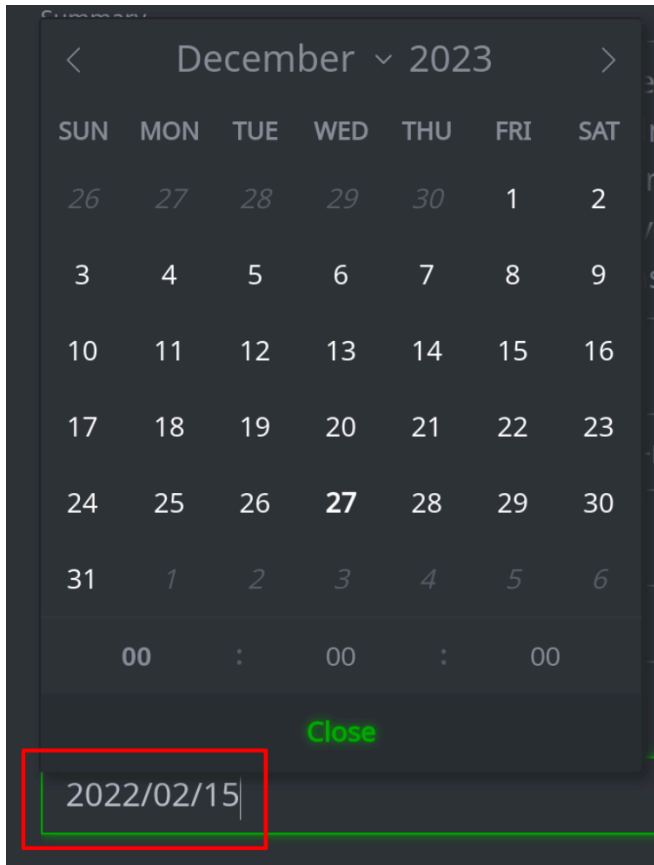 Summary
December 2023
SUN MON TUE WED THU FRI SAT
26 27 28 29 30 1 2
3 4 5 6 7 8 9
10 11 12 13 14 15 16
17 18 19 20 21 22 23
24 25 26 27 28 29 30
31 1 2 3 4 5 6
00 : 00 : 00
Close
2022/02/15